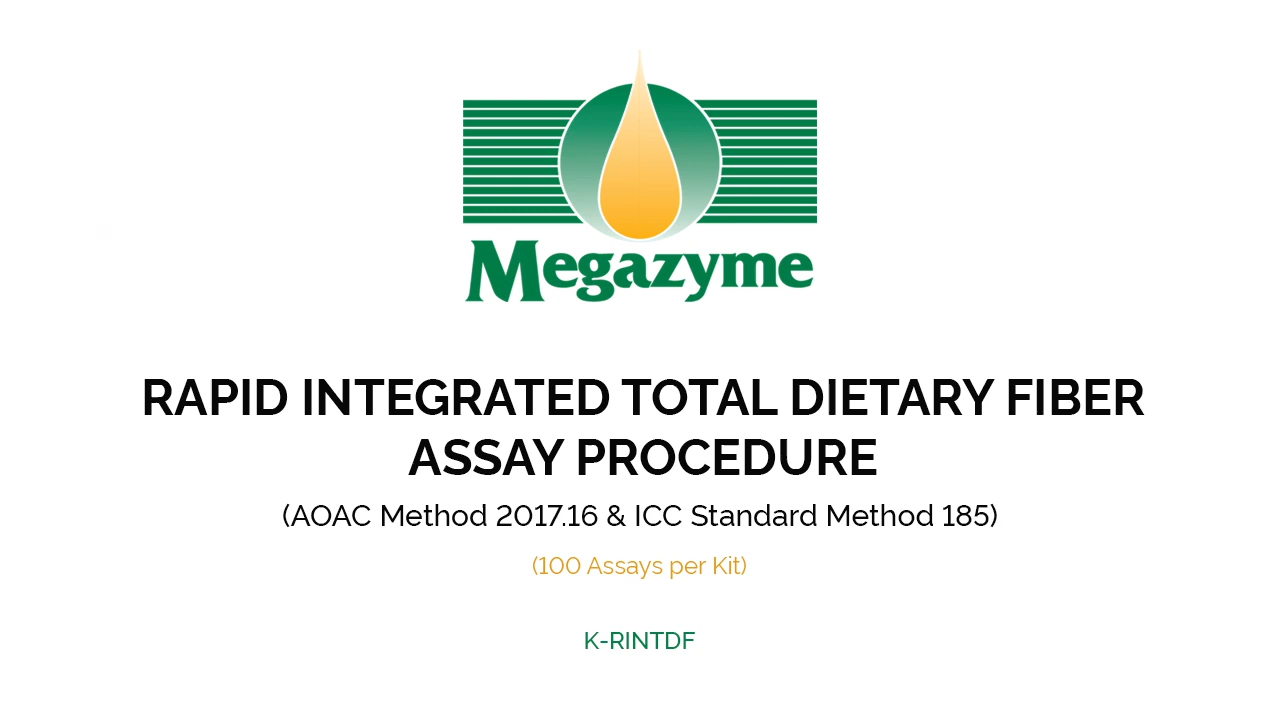 Megazyme
RAPID INTEGRATED TOTAL DIETARY FIBER
ASSAY PROCEDURE
(AOAC Method 2017.16 & ICC Standard Method 185)
(100 Assays per Kit)
K-RINTDF